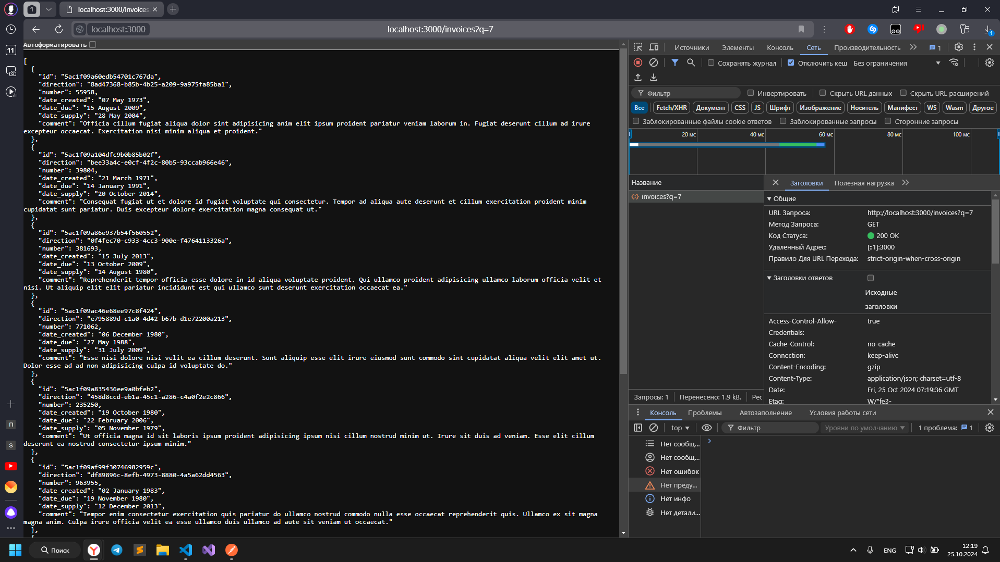 1
localhost:3000/invoices
localhost:3000
localhost:3000/invoices?q=7
1
11
Автоформатировать
[
{
"id": "5ac1f09a60edb54701c767da",
"direction": "8ad47368-b85b-4b25-a209-9a975fa85ba1",
"number": 55958,
"date_created": "07 May 1973",
"date_due": "15 August 2009",
"date_supply": "28 May 2004",
"comment": "Officia cillum fugiat aliqua dolor sint adipisicing anim elit ipsum proident pariatur veniam laborum in. Fugiat deserunt cillum ad irure
excepteur occaecat. Exercitation nisi minim aliqua et proident."
},
{
"id": "5ac1f09a104dfc9b0b85b02f",
"direction": "bee33a4c-e0cf-4f2c-80b5-93ccab966e46",
"number": 39804,
"date_created": "21 March 1971",
"date_due": "14 January 1991",
"date_supply": "20 October 2014",
"comment": "Consequat fugiat ut et dolore id fugiat voluptate qui consectetur. Tempor ad aliqua aute deserunt et cillum exercitation proident minim
cupidatat sunt pariatur. Duis excepteur dolore exercitation magna consequat ut."
},
{
"id": "5ac1f09a86e937b54f560552",
"direction": "0f4fec70-c933-4cc3-900e-f4764113326a",
"number": 381693,
"date_created": "15 July 2013",
"date_due": "13 October 2009",
"date_supply": "14 August 1980",
"comment": "Reprehenderit tempor officia esse dolore in id aliqua voluptate proident. Qui ullamco proident adipisicing ullamco laborum officia velit et
nisi. Ut aliquip elit elit pariatur incididunt est qui ullamco sunt deserunt exercitation occaecat ea."
},
{
"id": "5ac1f09ac46e68ee97c8f424",
"direction": "e795889d-c1a0-4d42-b67b-d1e72200a213",
"number": 771062,
"date_created": "06 December 1980",
"date_due": "27 May 1988",
"date_supply": "31 July 2009",
"comment": "Esse nisi dolore nisi velit ea cillum deserunt. Sunt aliquip esse elit irure eiusmod sunt commodo sint cupidatat aliqua velit elit amet ut.
Dolor esse ad ad non adipisicing culpa id voluptate do."
},
{
"id": "5ac1f09a835436ee9a0bfeb2",
"direction": "458d8ccd-eb1a-45c1-a286-c4a0f2e2c866",
"number": 235250,
"date_created": "19 October 1980",
"date_due": "22 February 2006",
"date_supply": "05 November 1979",
"comment": "Ut officia magna id sit laboris ipsum proident adipisicing ipsum nisi cillum nostrud minim ut. Irure sit duis ad veniam. Esse elit cillum
deserunt ea nostrud consectetur ipsum minim."
},
{
"id": "5ac1f09af99f30746982959c",
"direction": "df89896c-8efb-4973-8880-4a5a62dd4563",
"number": 963955,
"date_created": "02 January 1983",
"date_due": "19 November 1980",
"date_supply": "12 December 2013",
"comment": "Tempor enim consectetur exercitation quis pariatur do ullamco nostrud commodo nulla esse occaecat reprehenderit quis. Ullamco ex sit magna
magna anim. Culpa irure officia velit ea esse ullamco duis ullamco ad aute sit veniam ut occaecat."
},
{
П
S
Источники Элементы Консоль Сеть Производительность 1
Сохранять журнал Отключить кеш Без ограничения
Фильтр Инвертировать Скрыть URL данных Скрыть URL расширений
Все Fetch/XHR Документ CSS JS Шрифт Изображение Носитель Манифест WS Wasm Другое
Заблокированные файлы cookie ответов Заблокированные запросы Сторонние запросы
20 мс 40 мс 60 мс 80 мс 100 мс
Название
invoices?q=7
Запросы: 1 Перенесено: 1.9 kB. Рес
Заголовки Полезная нагрузка
Общие
URL Запроса: http://localhost:3000/invoices?q=7
Метод Запроса: GET
Код Статуса: 200 OK
Удаленный Адрес: [::1]:3000
Правило Для URL Перехода: strict-origin-when-cross-origin
Заголовки ответов
Исходные
заголовки
Access-Control-Allow- true
Credentials:
Cache-Control: no-cache
Connection: keep-alive
Content-Encoding: gzip
Content-Type: application/json; charset=utf-8
Date: Fri, 25 Oct 2024 07:19:36 GMT
Etag: W/"fe3-
Консоль Проблемы Автозаполнение Условия работы сети
top Фильтр Уровни по умолчанию 1 проблема: 1
Нет сообщ...
Нет сообщ...
Нет ошибок
Нет преду...
Нет инфо
Нет детали...
Поиск
ENG
12:19
25.10.2024